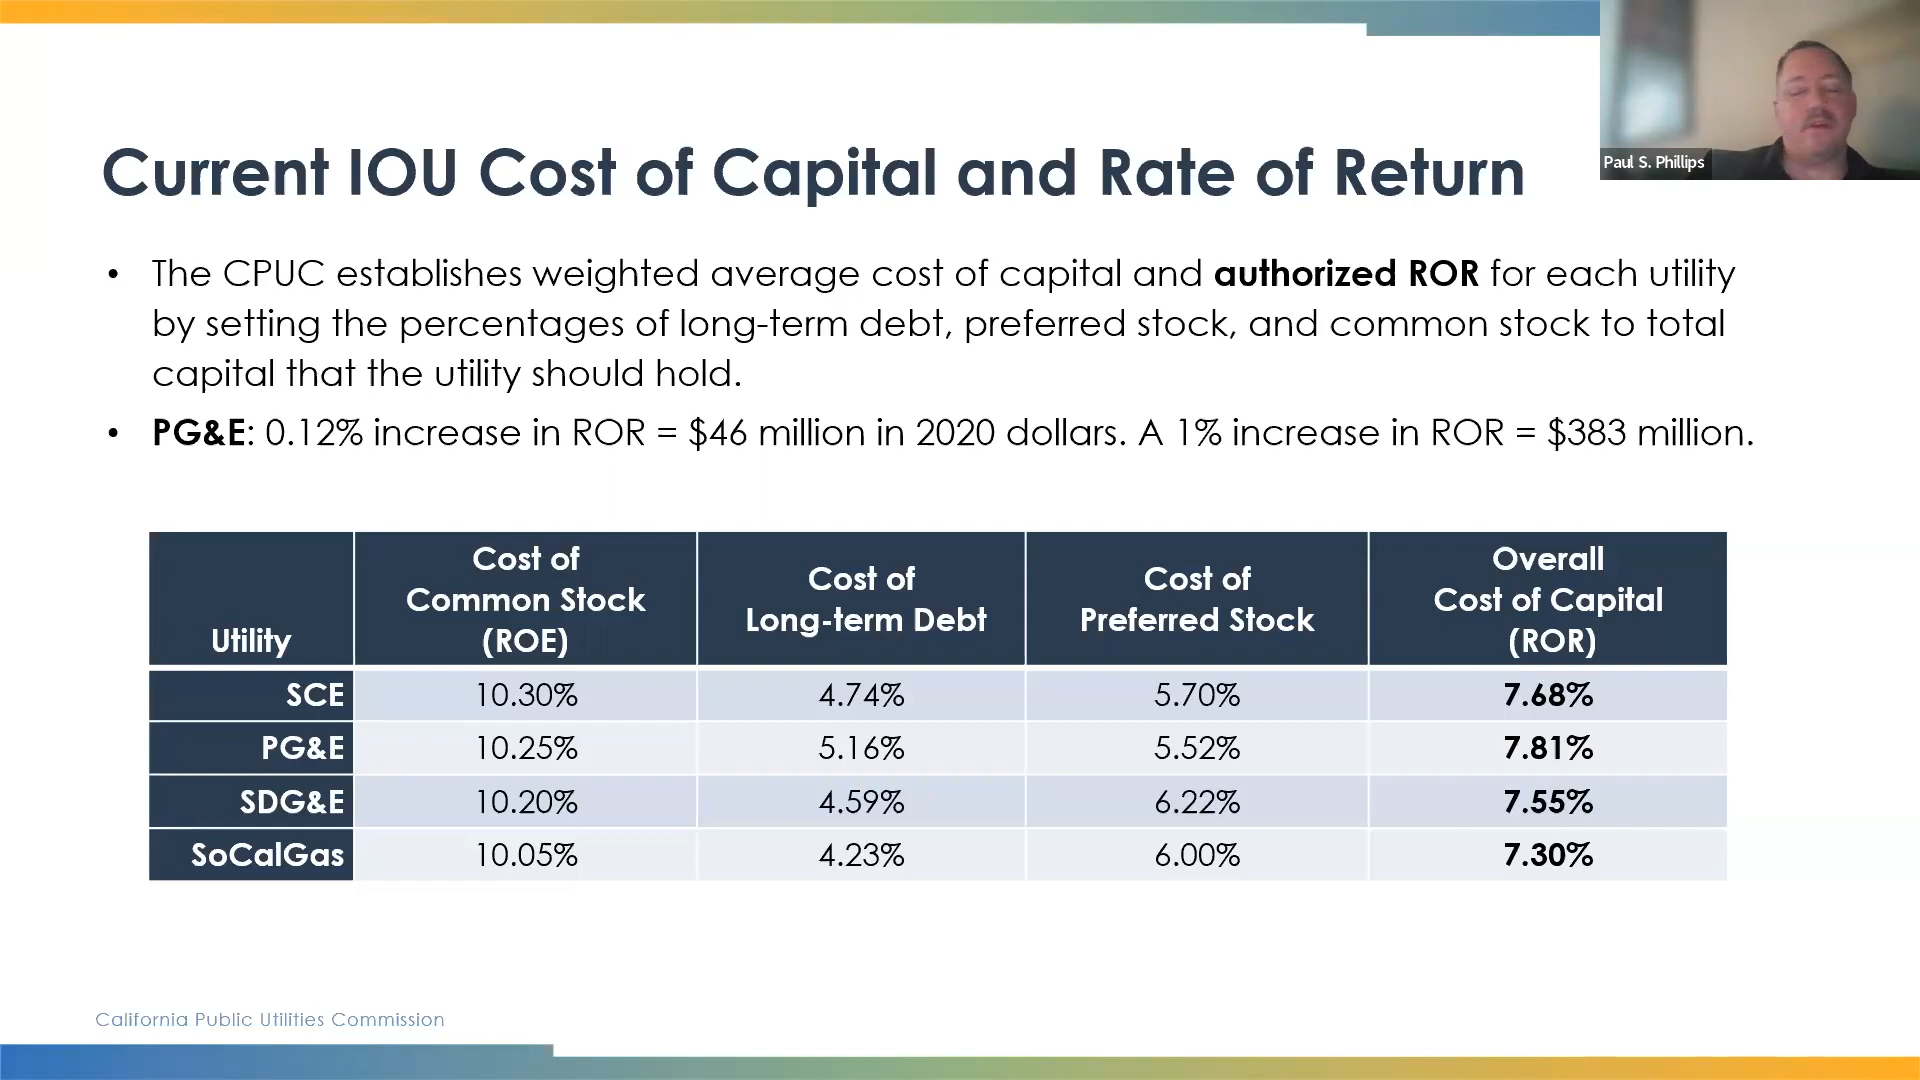 Paul S. Phillips
Current IOU Cost of Capital and Rate of Return
• The CPUC establishes weighted average cost of capital and authorized ROR for each utility
by setting the percentages of long-term debt, preferred stock, and common stock to total
capital that the utility should hold.
• PG&E: 0.12% increase in ROR = $46 million in 2020 dollars. A 1% increase in ROR = $383 million.
Utility Cost of Common Stock (ROE) Cost of Long-term Debt Cost of Preferred Stock Overall Cost of Capital (ROR)
SCE 10.30% 4.74% 5.70% 7.68%
PG&E 10.25% 5.16% 5.52% 7.81%
SDG&E 10.20% 4.59% 6.22% 7.55%
SoCalGas 10.05% 4.23% 6.00% 7.30%
California Public Utilities Commission